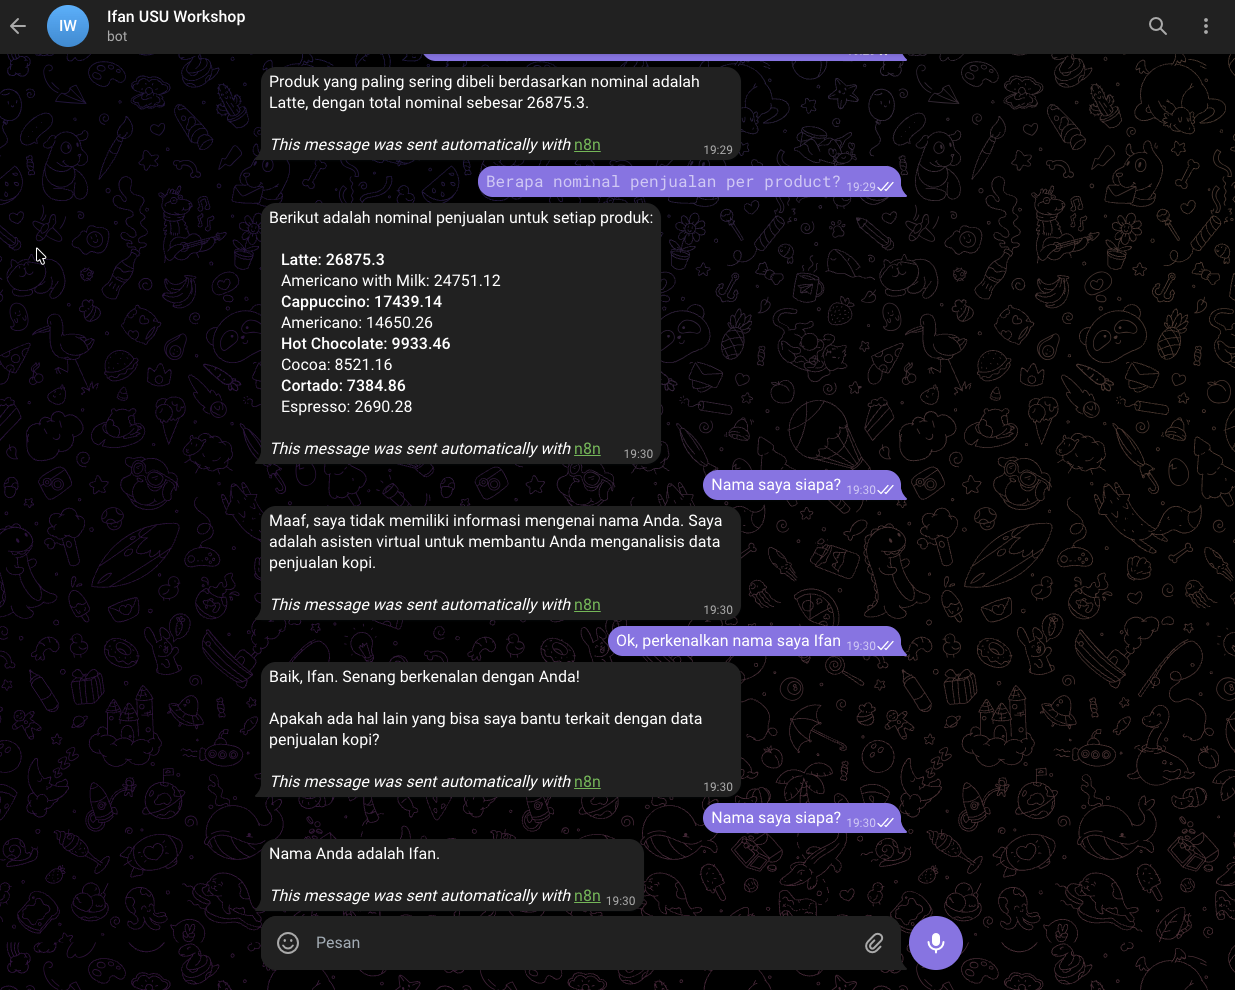 Ifan USU Workshop
IW
bot
Produk yang paling sering dibeli berdasarkan nominal adalah
Latte, dengan total nominal sebesar 26875.3.
This message was sent automatically with n8n
19:29
Berapa nominal penjualan per product? 19:29
Berikut adalah nominal penjualan untuk setiap produk:
Latte: 26875.3
Americano with Milk: 24751.12
Cappuccino: 17439.14
Americano: 14650.26
Hot Chocolate: 9933.46
Cocoa: 8521.16
Cortado: 7384.86
Espresso: 2690.28
This message was sent automatically with n8n
19:30
Nama saya siapa? 19:30
Maaf, saya tidak memiliki informasi mengenai nama Anda. Saya
adalah asisten virtual untuk membantu Anda menganalisis data
penjualan kopi.
This message was sent automatically with n8n
19:30
Ok, perkenalkan nama saya Ifan 19:30
Baik, Ifan. Senang berkenalan dengan Anda!
Apakah ada hal lain yang bisa saya bantu terkait dengan data
penjualan kopi?
This message was sent automatically with n8n
19:30
Nama saya siapa? 19:30
Nama Anda adalah Ifan.
This message was sent automatically with n8n 19:30
Pesan